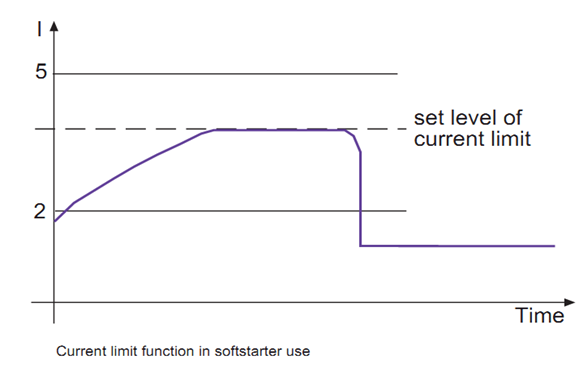 I
5
set level of
current limit
2
Time
Current limit function in softstarter use